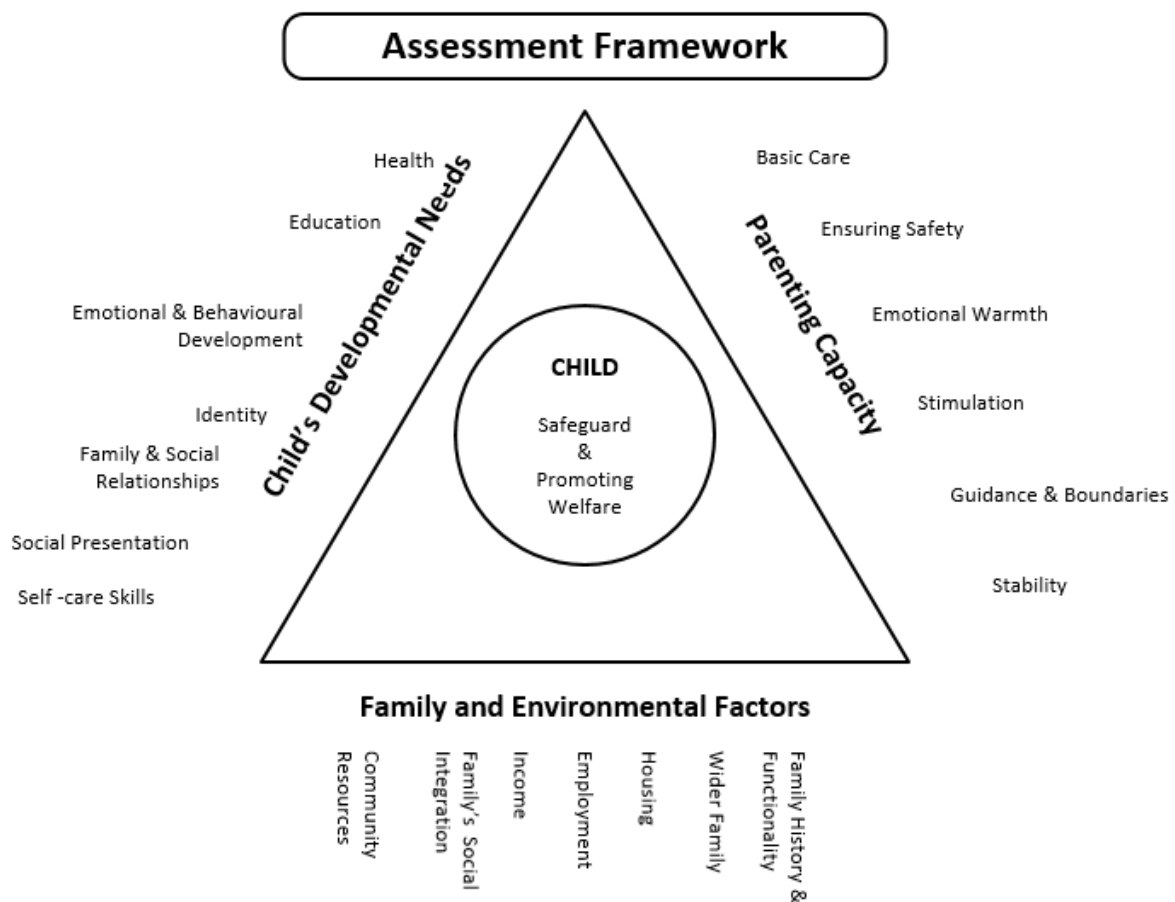 Assessment Framework
Health
Education
Emotional & Behavioural
Development
Identity
Family & Social
Relationships
Social Presentation
Self -care Skills
Child's Developmental Needs
CHILD
Safeguard
&
Promoting
Welfare
Parenting Capacity
Basic Care
Ensuring Safety
Emotional Warmth
Stimulation
Guidance & Boundaries
Stability
Family and Environmental Factors
Community
Resources
Family's Social
Integration
Income
Employment
Housing
Wider Family
Family History &
Functionality